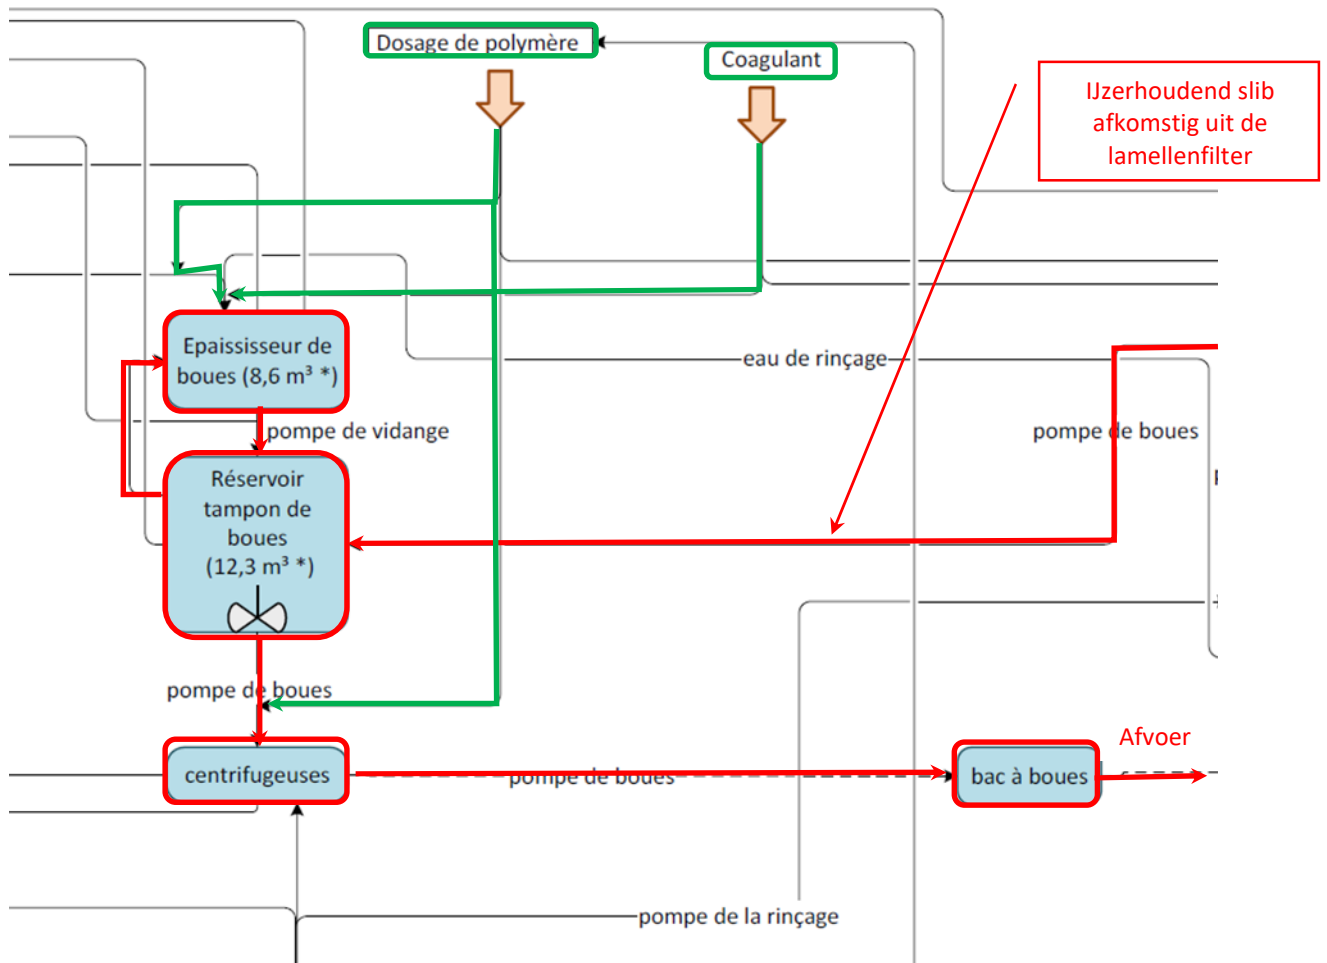 Dosage de polymère
Coagulant
IJzerhoudend slib
afkomstig uit de
lamellenfilter
Epaississeur de
boues (8,6 m³ *)
eau de rinçage
pompe de vidange
pompe de boues
Réservoir
tampon de
boues
(12,3 m³ *)
pompe de boues
Afvoer
centrifugeuses
pompe de boues
bac à boues
pompe de la rinçage